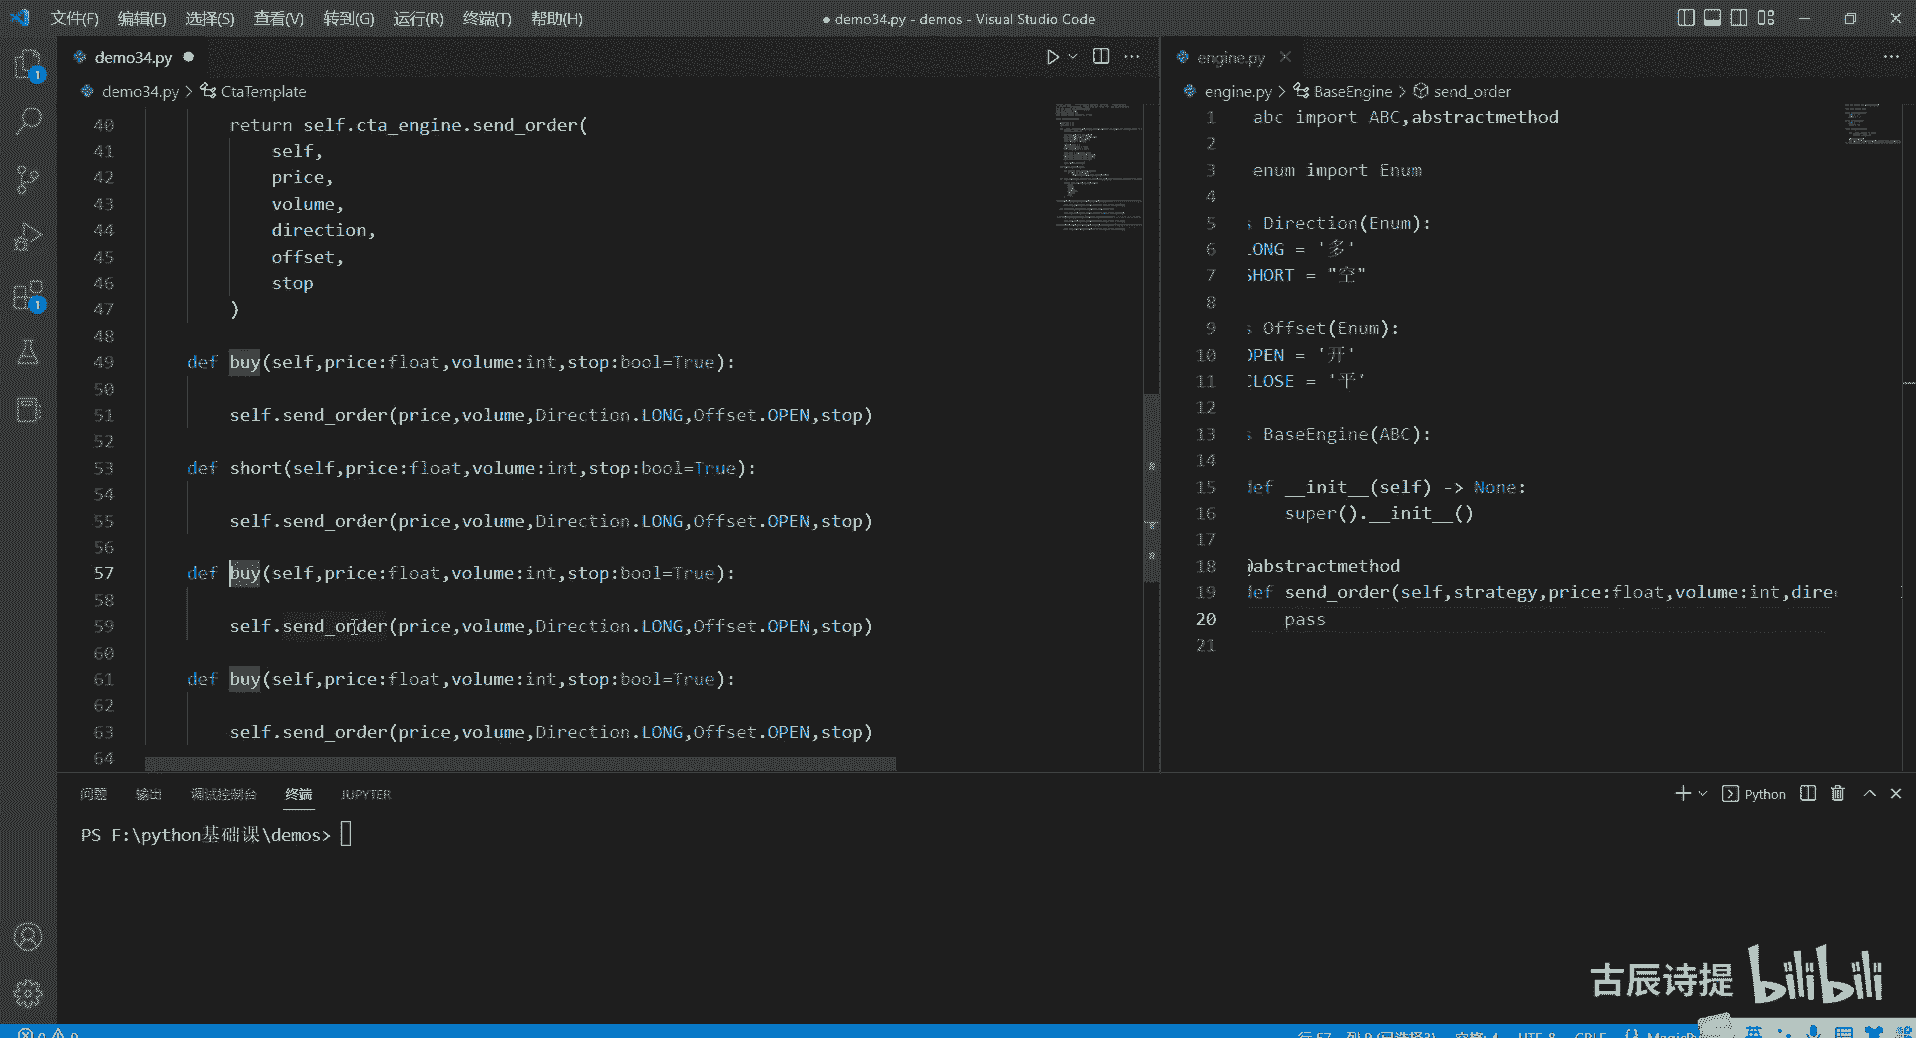 文件(F) 编辑(E) 选择(S) 查看(V) 转到(G) 运行(R) 终端(T) 帮助(H)
● demo34.py - demos - Visual Studio Code
demo34.py ●
demo34.py > CtaTemplate
40 return self.cta_engine.send_order(
41 self,
42 price,
43 volume,
44 direction,
45 offset,
46 stop
47 )
48
49 def buy(self,price:float,volume:int,stop:bool=True):
50
51 self.send_order(price,volume,Direction.LONG,Offset.OPEN,stop)
52
53 def short(self,price:float,volume:int,stop:bool=True):
54
55 self.send_order(price,volume,Direction.LONG,Offset.OPEN,stop)
56
57 def buy(self,price:float,volume:int,stop:bool=True):
58
59 self.send_order(price,volume,Direction.LONG,Offset.OPEN,stop)
60
61 def buy(self,price:float,volume:int,stop:bool=True):
62
63 self.send_order(price,volume,Direction.LONG,Offset.OPEN,stop)
64
engine.py
engine.py > BaseEngine > send_order
1 abc import ABC,abstractmethod
2
3 enum import Enum
4
5 s Direction(Enum):
6 LONG = '多'
7 SHORT = "空"
8
9 s Offset(Enum):
10 OPEN = '开'
11 CLOSE = '平'
12
13 s BaseEngine(ABC):
14
15 def __init__(self) -> None:
16 super().__init__()
17
18 @abstractmethod
19 def send_order(self,strategy,price:float,volume:int,dire
20 pass
21
问题 输出 调试控制台 终端 JUPYTER
Python
PS F:\python基础课\demos>
古辰诗提 bilibili
行 57, 列 9 (已选择3) 空格: 4 UTF-8 CRLF
英